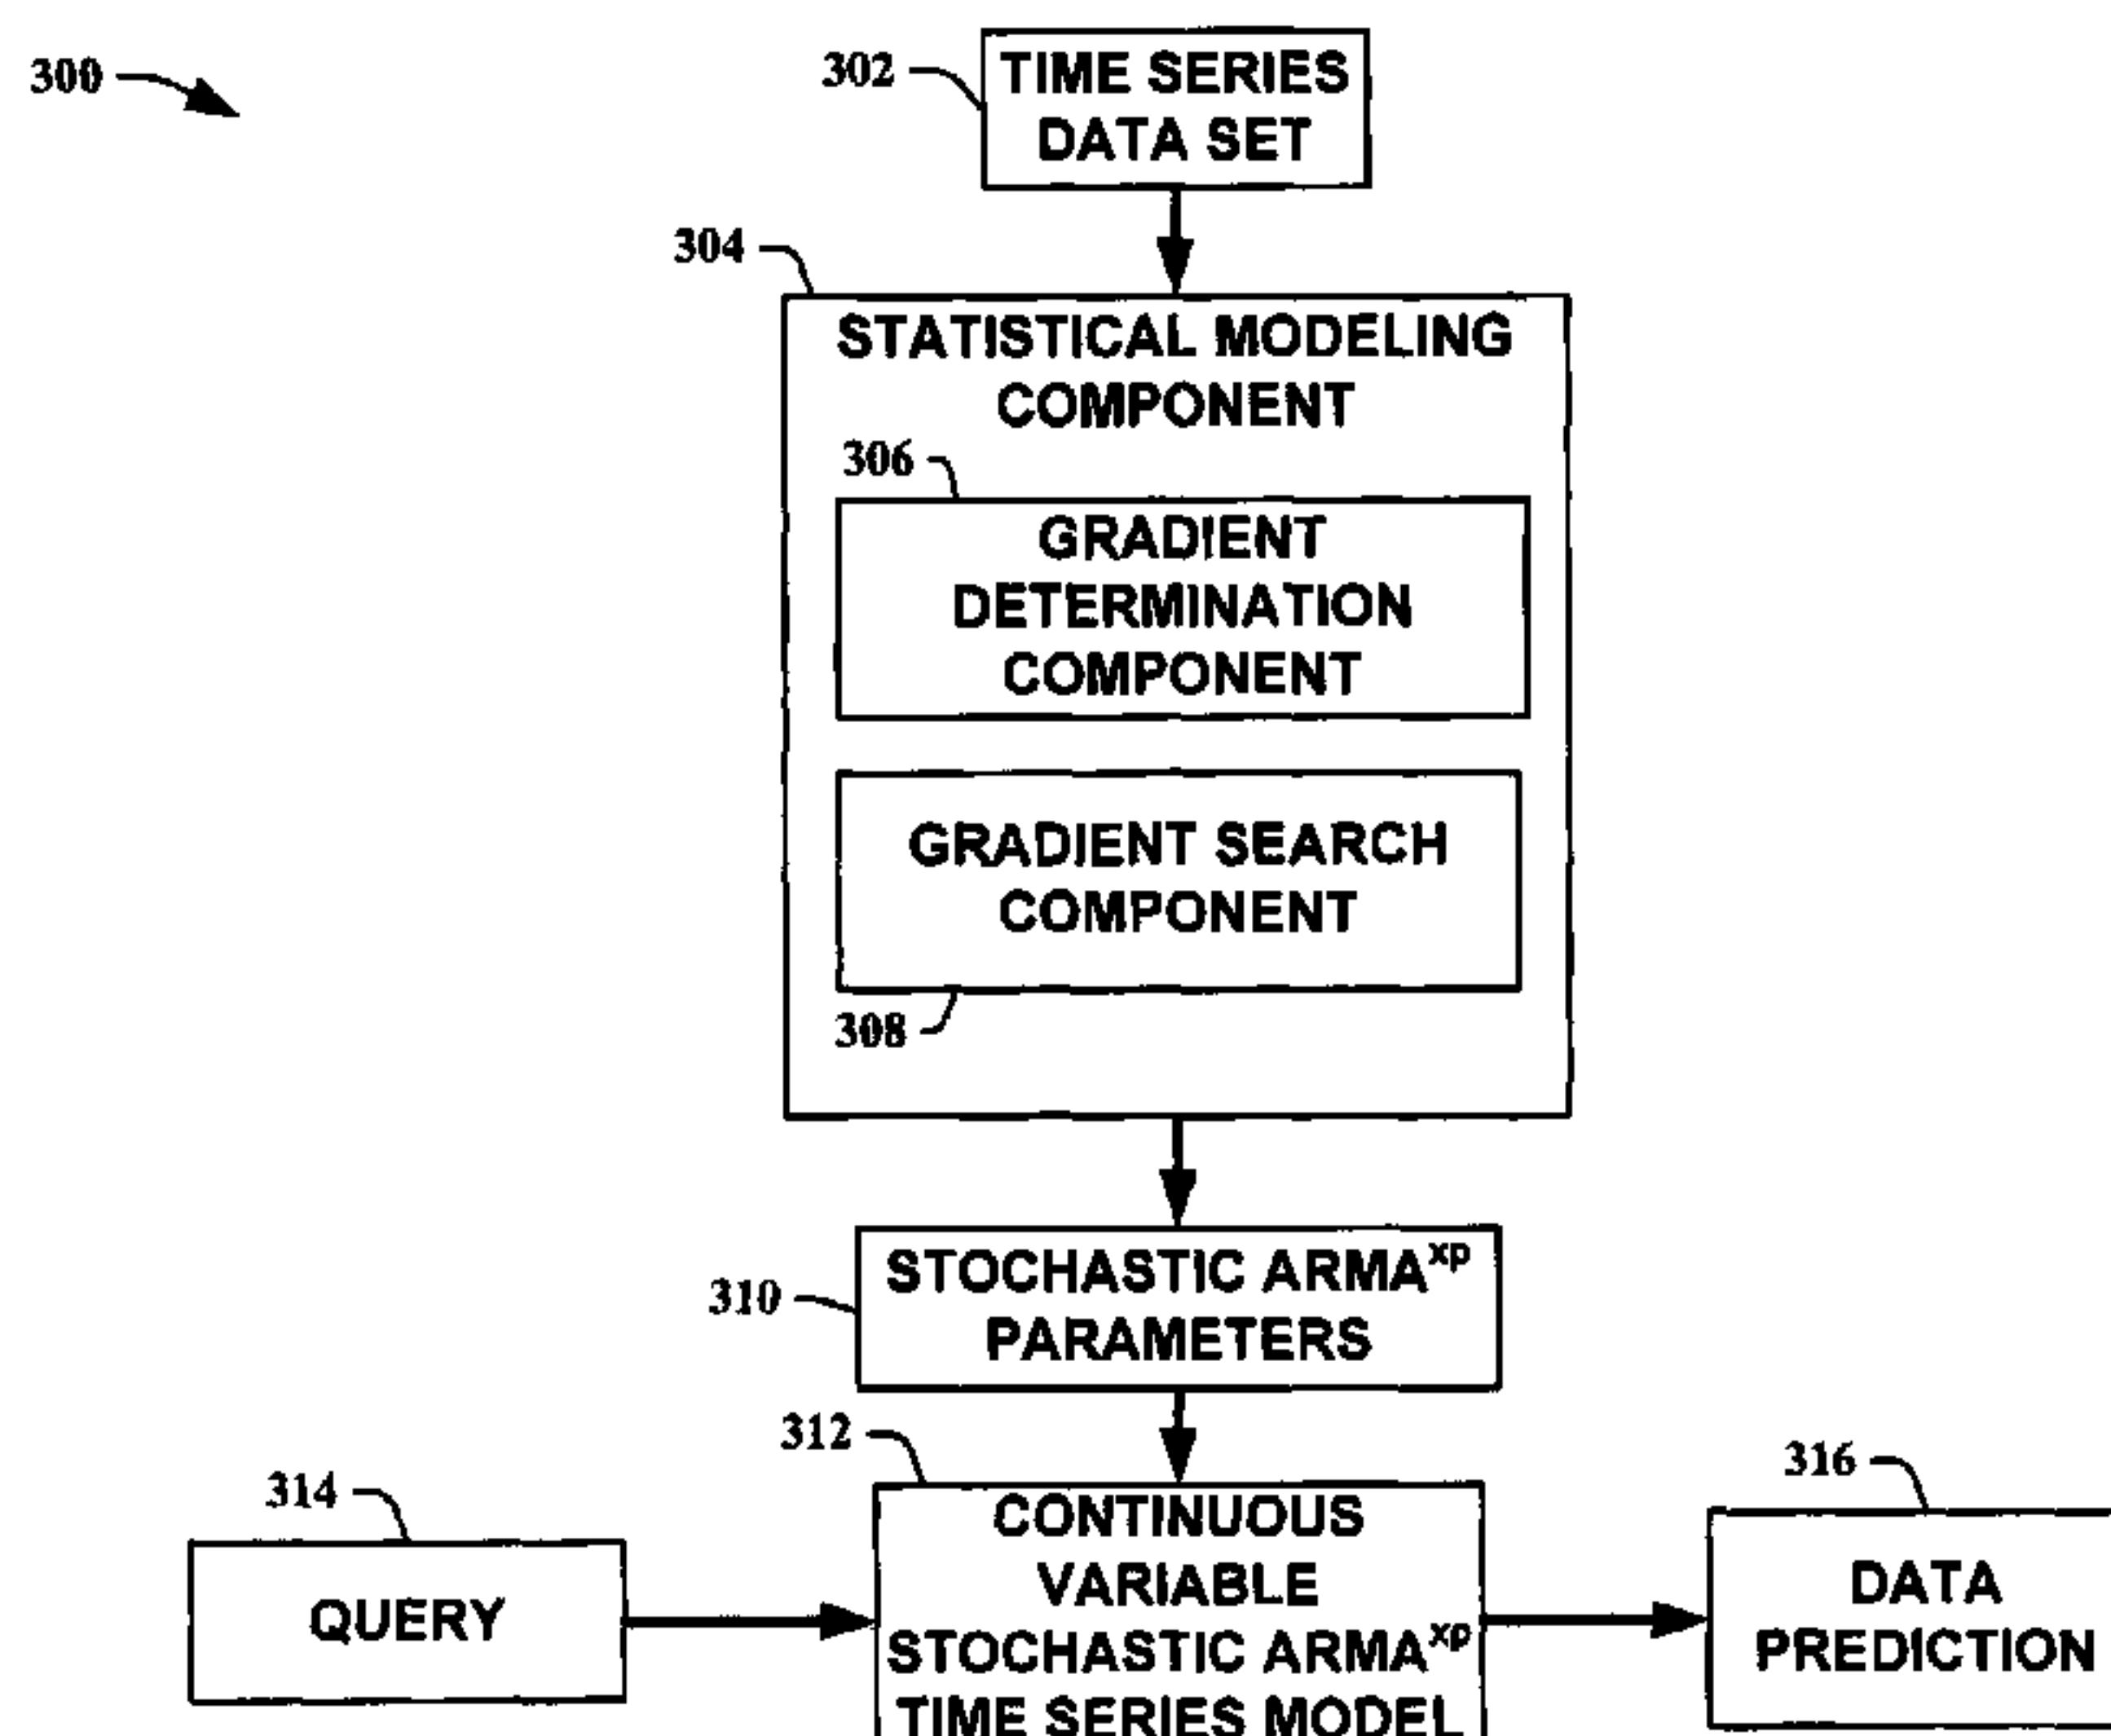 300
302
TIME SERIES
DATA SET
304
STATISTICAL MODELING
COMPONENT
306
GRADIENT
DETERMINATION
COMPONENT
GRADIENT SEARCH
COMPONENT
308
310
STOCHASTIC ARMA^xp
PARAMETERS
312
314
QUERY
CONTINUOUS
VARIABLE
STOCHASTIC ARMA^xp
TIME SERIES MODEL
316
DATA
PREDICTION